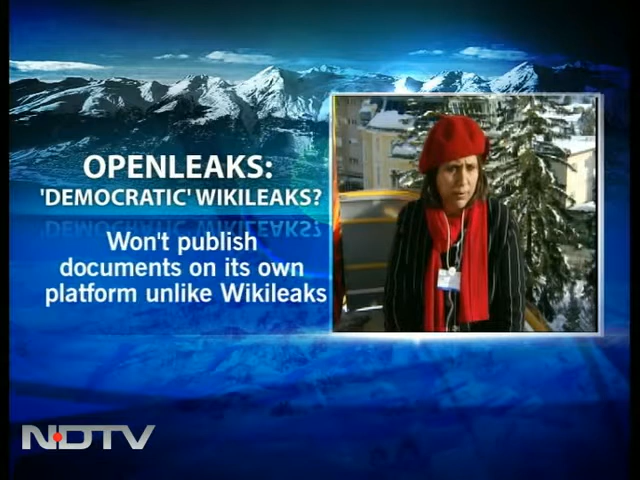 OPENLEAKS:
'DEMOCRATIC' WIKILEAKS?
Won't publish
documents on its own
platform unlike Wikileaks
NDTV